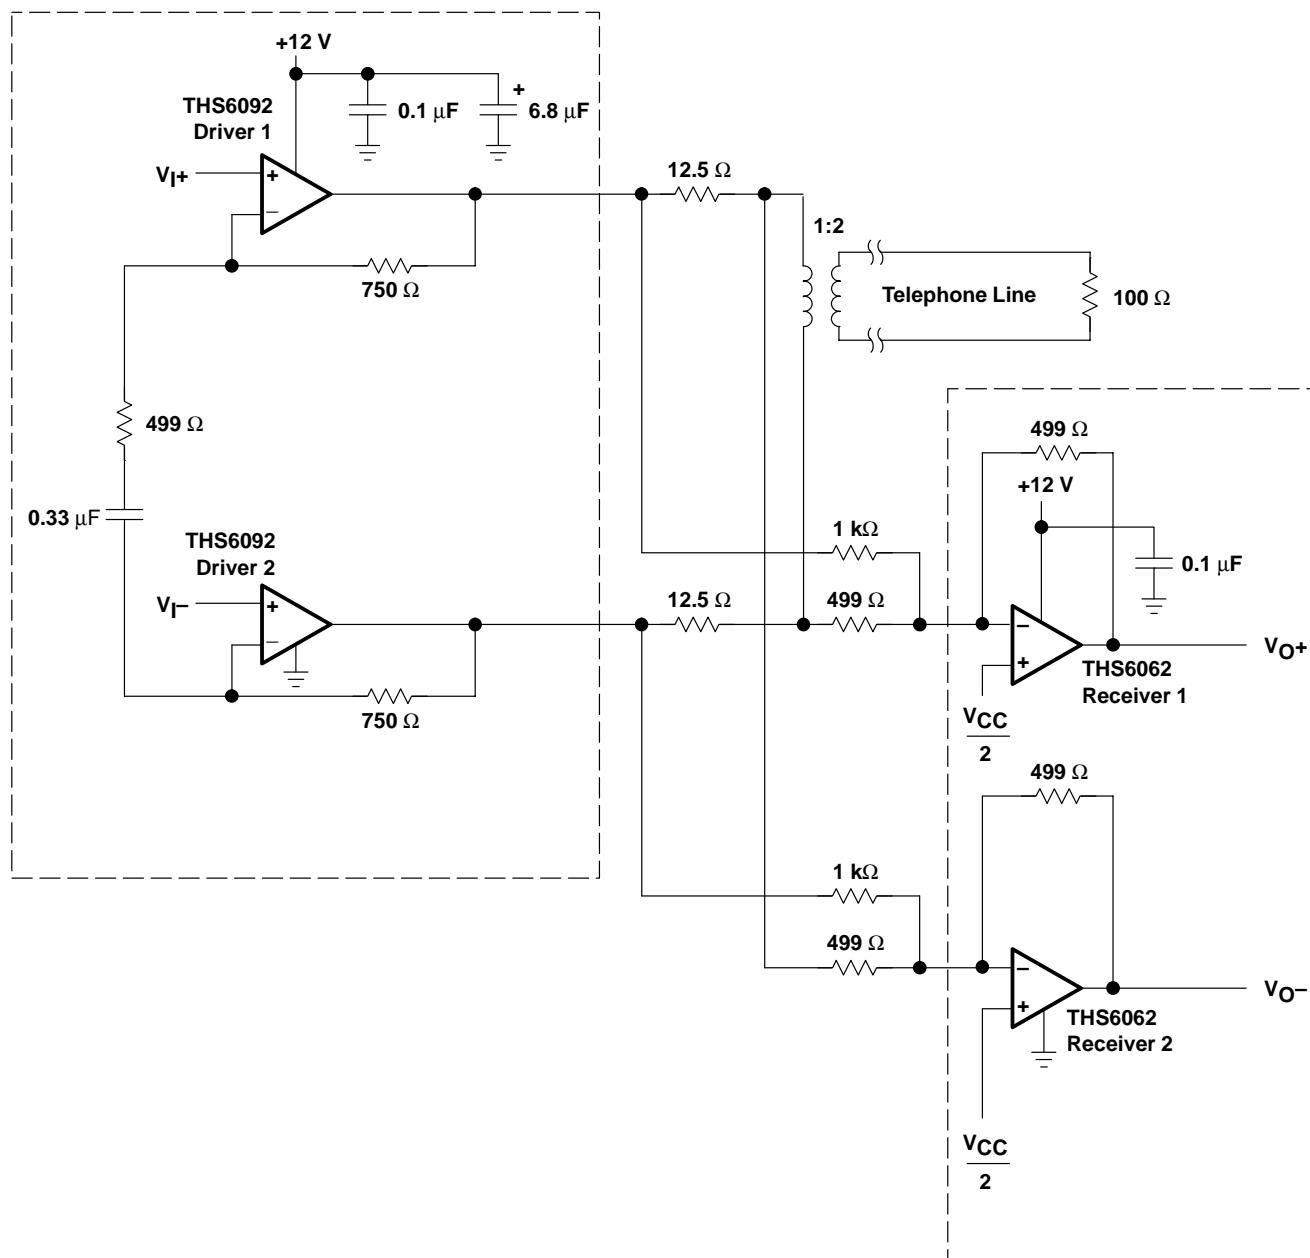 +12 V
THS6092
Driver 1
0.1 μF
+
6.8 μF
VI+
+
−
12.5 Ω
1:2
750 Ω
Telephone Line
100 Ω
499 Ω
499 Ω
+12 V
0.33 μF
THS6092
Driver 2
1 kΩ
0.1 μF
VI−
+
−
12.5 Ω
499 Ω
−
+
VO+
THS6062
Receiver 1
750 Ω
VCC
2
499 Ω
1 kΩ
499 Ω
−
+
VO−
THS6062
Receiver 2
VCC
2